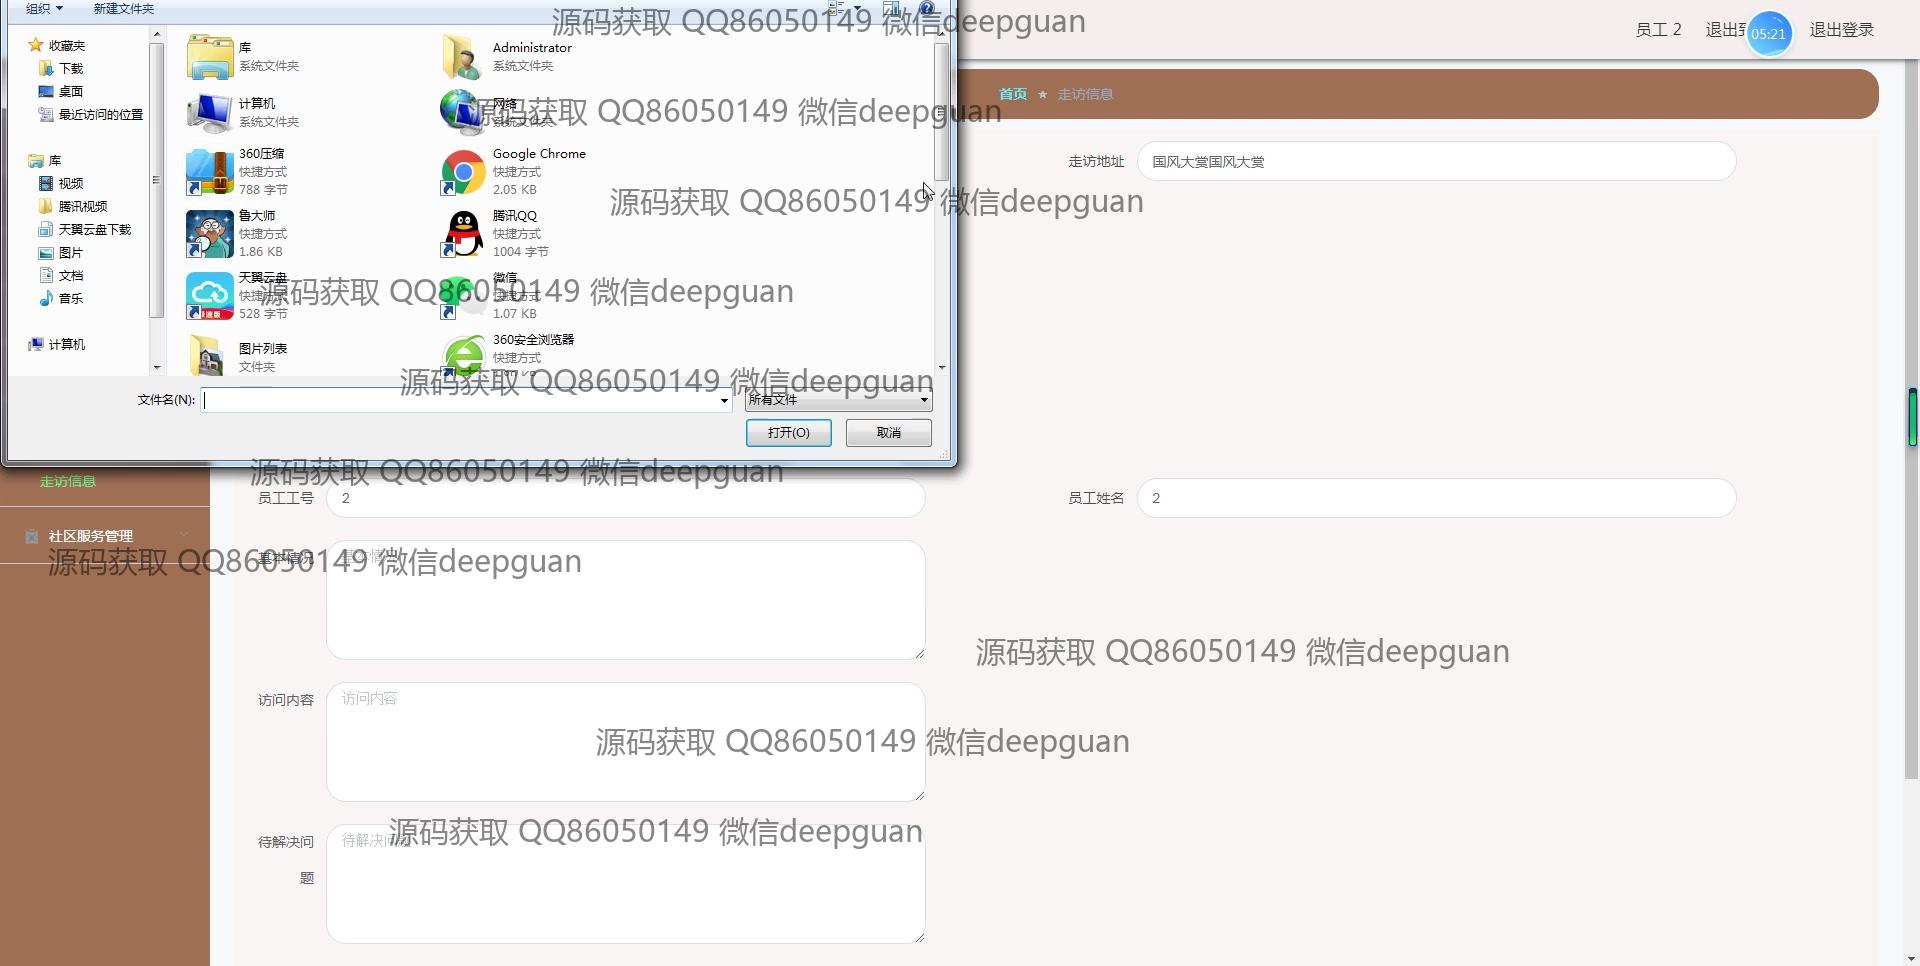 组织 新建文件夹
员工 2 退出到 05:21 退出登录
收藏夹
下载
桌面
最近访问的位置
库
视频
腾讯视频
天翼云盘下载
图片
文档
音乐
计算机
库
系统文件夹
Administrator
系统文件夹
计算机
系统文件夹
网络
系统文件夹
360压缩
快捷方式
788 字节
Google Chrome
快捷方式
2.05 KB
鲁大师
快捷方式
1.86 KB
腾讯QQ
快捷方式
1004 字节
天翼云盘
快捷方式
528 字节
微信
快捷方式
1.07 KB
图片列表
文件夹
360安全浏览器
快捷方式
文件名(N):
所有文件
打开(O) 取消
首页 走访信息
走访地址 国风大堂国风大堂
走访信息
社区服务管理
员工工号 2
员工姓名 2
基本情况
访问内容 访问内容
待解决问
题
待解决问题
源码获取 QQ86050149 微信deepguan
源码获取 QQ86050149 微信deepguan
源码获取 QQ86050149 微信deepguan
源码获取 QQ86050149 微信deepguan
源码获取 QQ86050149 微信deepguan
源码获取 QQ86050149 微信deepguan
源码获取 QQ86050149 微信deepguan
源码获取 QQ86050149 微信deepguan
源码获取 QQ86050149 微信deepguan
源码获取 QQ86050149 微信deepguan